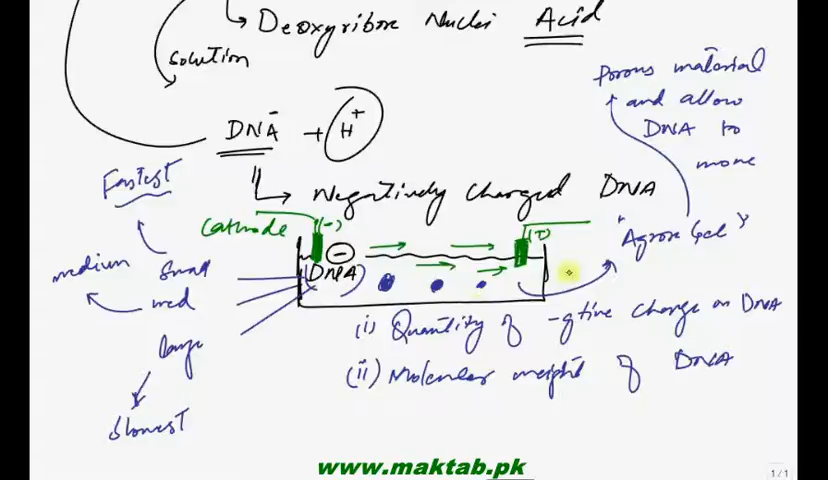 Deoxyribose Nuclei Acid
Solution
DNA⁻ + H⁺
Porous material
and allow
DNA to
move
Fastest
Negatively Charged DNA
Cathode (-)
(+)
"Agrose Gel"
medium
Small
med
large
Slowest
(-)
DNA
(i) Quantity of -gtive charge on DNA
(ii) Molecular weight of DNA
www.maktab.pk
1/1